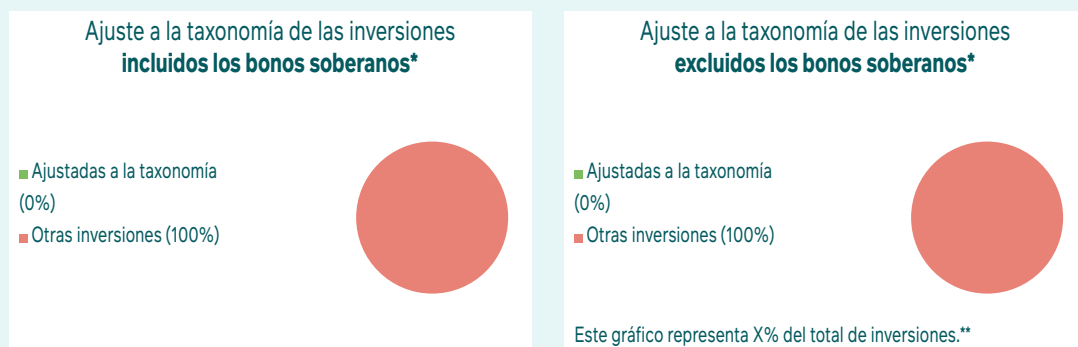 Ajuste a la taxonomía de las inversiones
incluidos los bonos soberanos*
Ajustadas a la taxonomía
(0%)
Otras inversiones (100%)
Ajuste a la taxonomía de las inversiones
excluidos los bonos soberanos*
Ajustadas a la taxonomía
(0%)
Otras inversiones (100%)
Este gráfico representa X% del total de inversiones.**